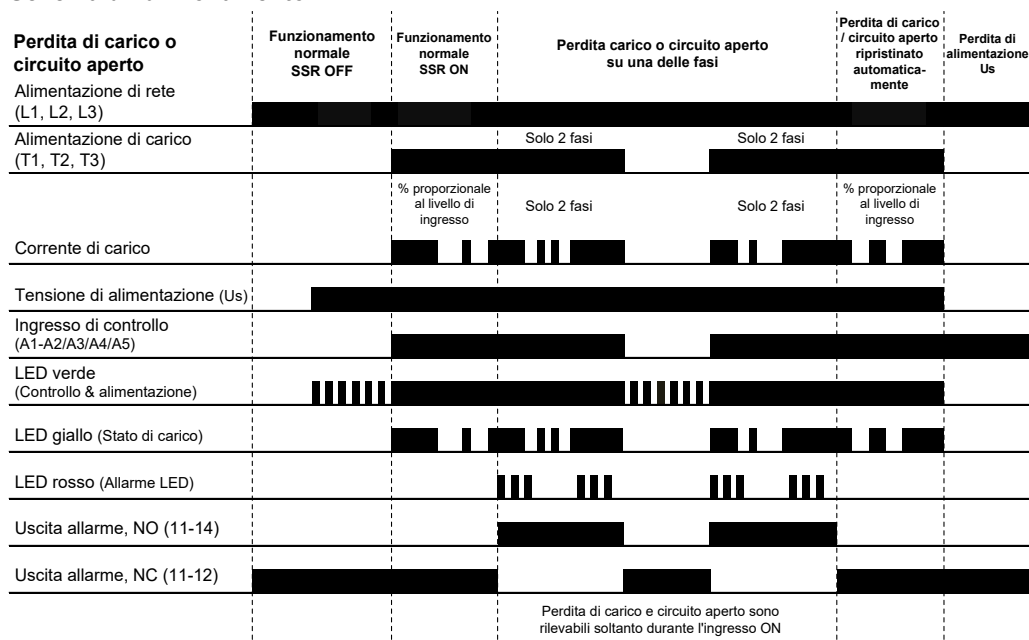 Perdita di carico o
circuito aperto
Funzionamento
normale
SSR OFF
Funzionamento
normale
SSR ON
Perdita carico o circuito aperto
su una delle fasi
Perdita di carico
/ circuito aperto
ripristinato
automatica-
mente
Perdita di
alimentazione
Us
Alimentazione di rete
(L1, L2, L3)
Alimentazione di carico
(T1, T2, T3)
Solo 2 fasi
Solo 2 fasi
% proporzionale
al livello di
ingresso
Solo 2 fasi
Solo 2 fasi
% proporzionale
al livello di
ingresso
Corrente di carico
Tensione di alimentazione (Us)
Ingresso di controllo
(A1-A2/A3/A4/A5)
LED verde
(Controllo & alimentazione)
LED giallo (Stato di carico)
LED rosso (Allarme LED)
Uscita allarme, NO (11-14)
Uscita allarme, NC (11-12)
Perdita di carico e circuito aperto sono
rilevabili soltanto durante l'ingresso ON